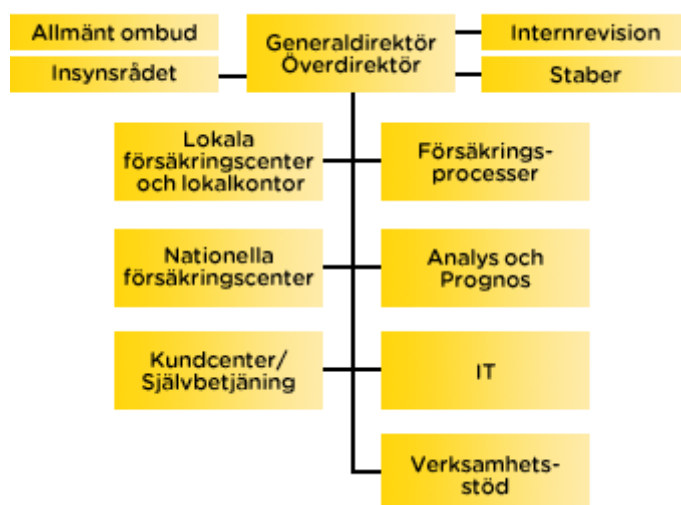 Allmänt ombud
Insynsrådet
Generaldirektör
Överdirektör
Internrevision
Staber
Lokala
försäkringscenter
och lokalkontor
Försäkrings-
processer
Nationella
försäkringscenter
Analys och
Prognos
Kundcenter/
Självbetjäning
IT
Verksamhets-
stöd